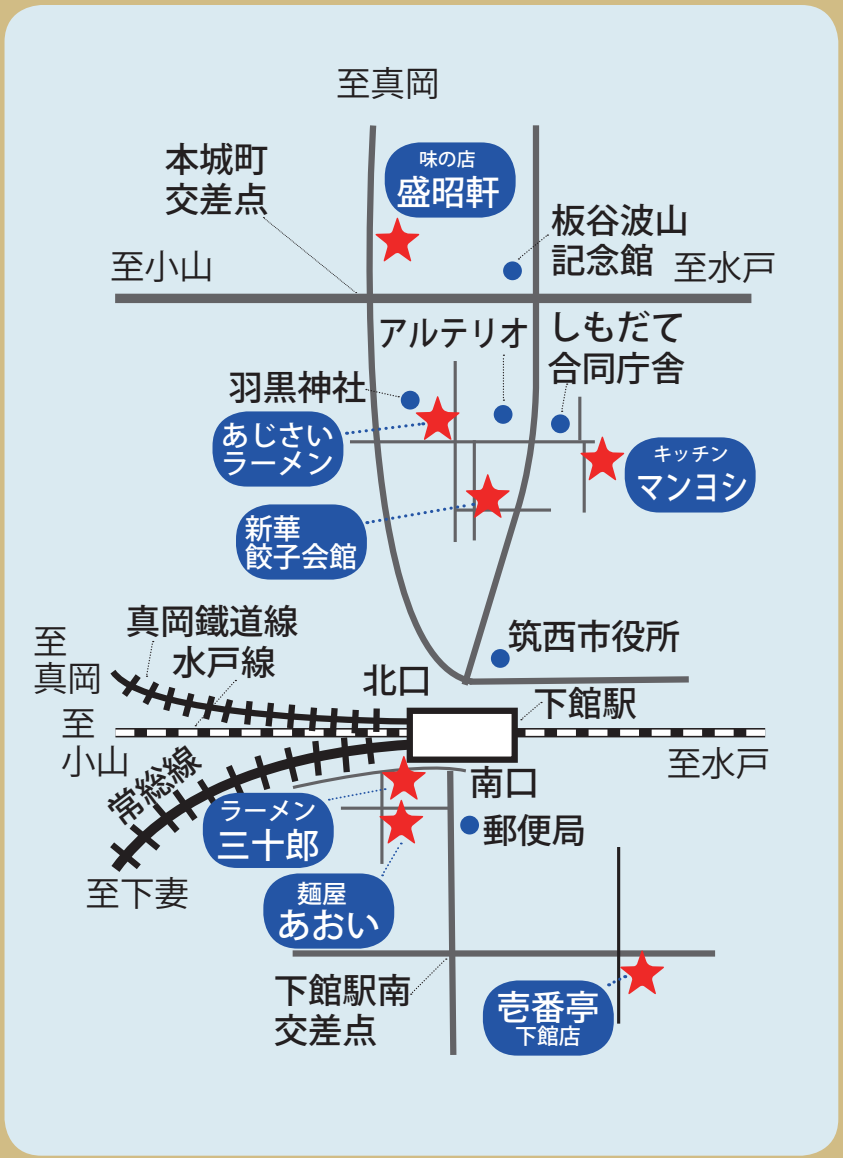 至真岡
本城町
交差点
味の店
盛昭軒
板谷波山
記念館
至小山
至水戸
アルテリオ
しもだて
合同庁舎
羽黒神社
あじさい
ラーメン
キッチン
マンヨシ
新華
餃子会館
真岡鐵道線
至
真岡
水戸線
筑西市役所
北口
下館駅
至
小山
至水戸
常総線
南口
ラーメン
三十郎
郵便局
至下妻
麺屋
あおい
下館駅南
交差点
壱番亭
下館店